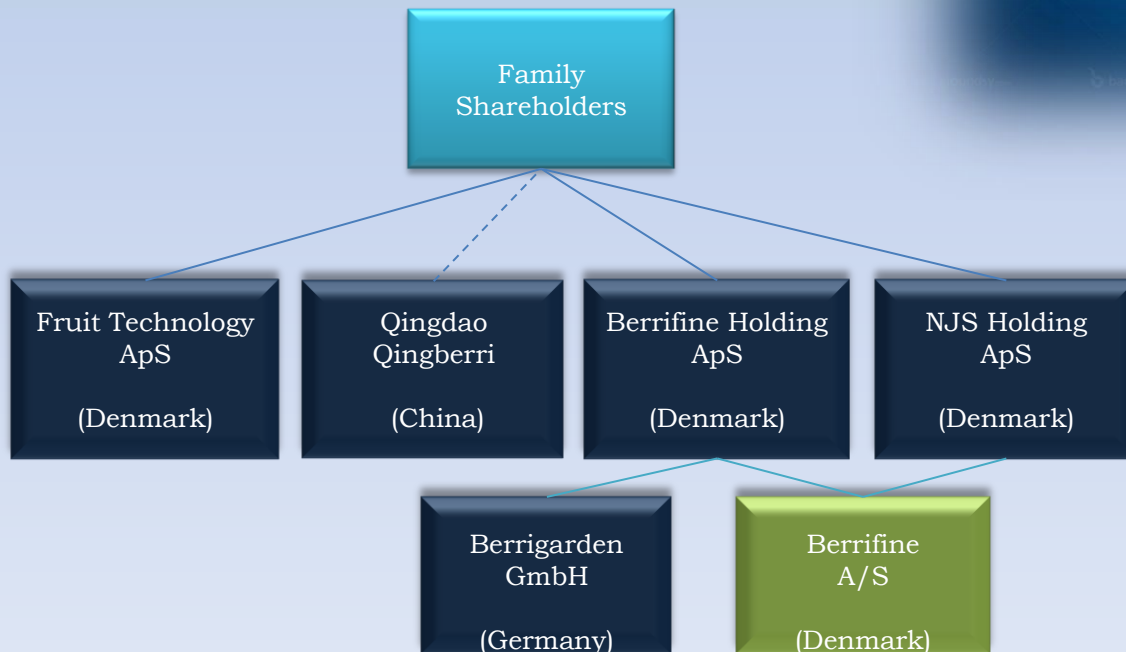 Family
Shareholders
Fruit Technology
ApS
(Denmark)
Qingdao
Qingberri
(China)
Berrifine Holding
ApS
(Denmark)
NJS Holding
ApS
(Denmark)
Berrigarden
GmbH
(Germany)
Berrifine
A/S
(Denmark)